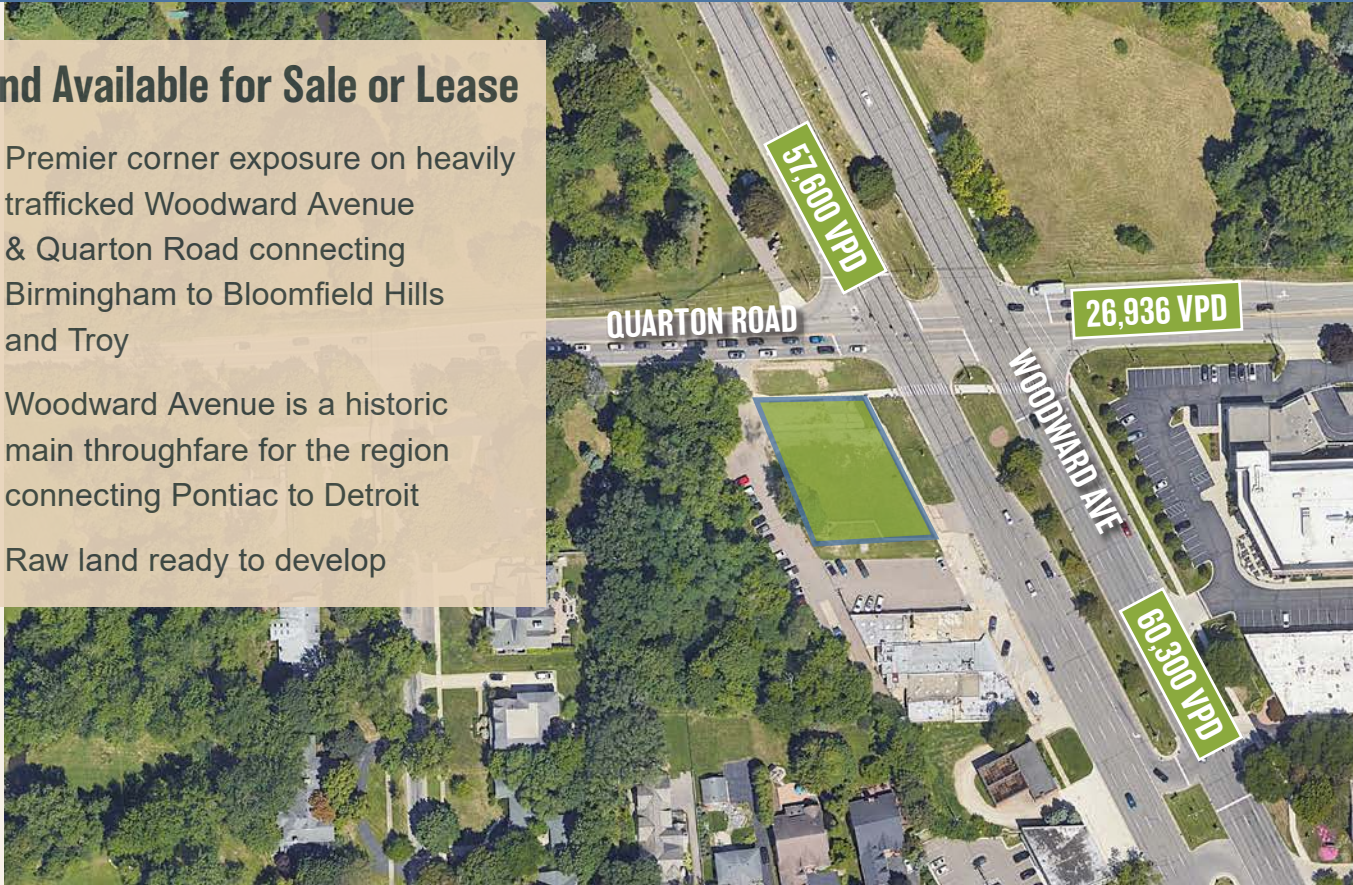 nd Available for Sale or Lease
Premier corner exposure on heavily
trafficked Woodward Avenue
& Quarton Road connecting
Birmingham to Bloomfield Hills
and Troy
Woodward Avenue is a historic
main throughfare for the region
connecting Pontiac to Detroit
Raw land ready to develop
57,600 VPD
QUARTON ROAD
26,936 VPD
WOODWARD AVE
60,300 VPD